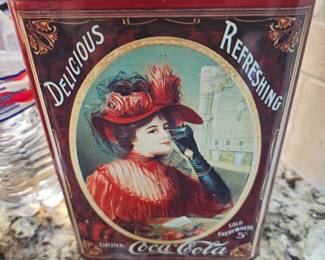 DELICIOUS
REFRESHING
SOLD
EVERYWHERE
5¢
DRINK Coca-Cola